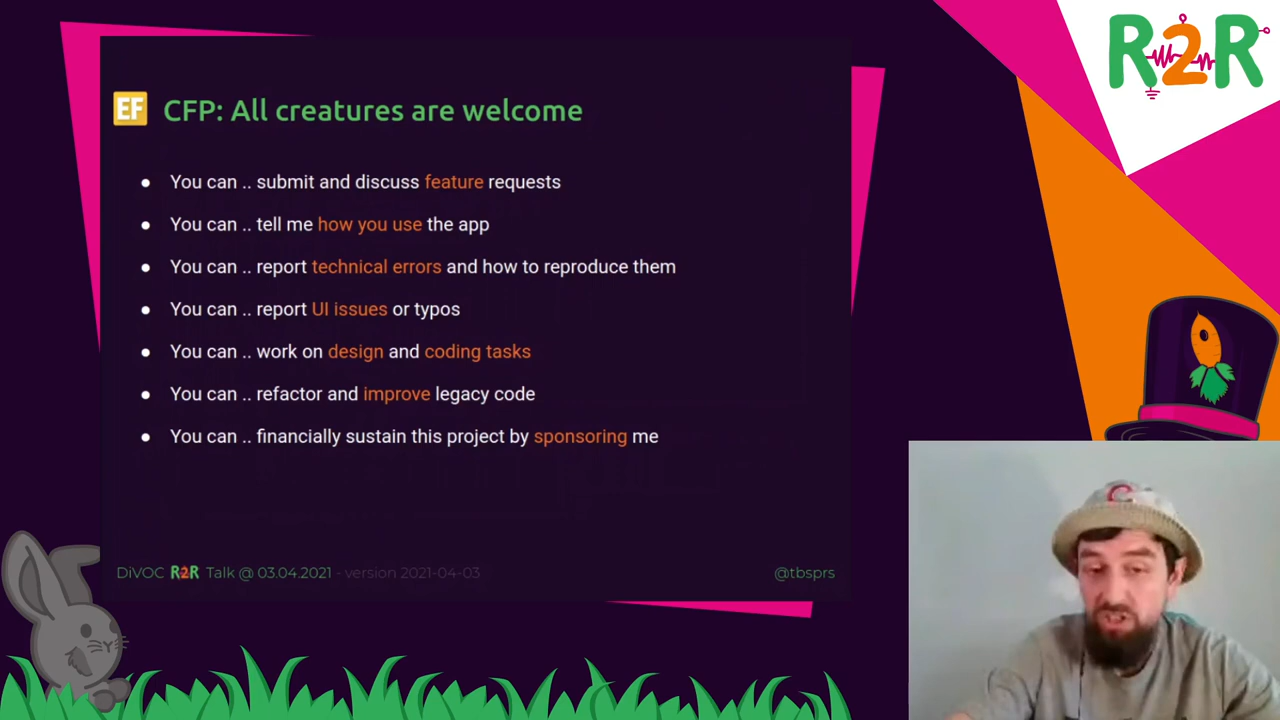 R2R
EF CFP: All creatures are welcome
● You can .. submit and discuss feature requests
● You can .. tell me how you use the app
● You can .. report technical errors and how to reproduce them
● You can .. report UI issues or typos
● You can .. work on design and coding tasks
● You can .. refactor and improve legacy code
● You can .. financially sustain this project by sponsoring me
DiVOC R2R Talk @ 03.04.2021 - version 2021-04-03
@tbsprs